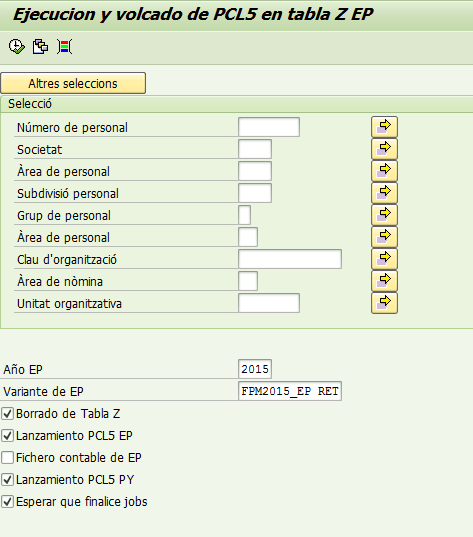 Ejecucion y volcado de PCL5 en tabla Z EP
Altres seleccions
Selecció
Número de personal
Societat
Àrea de personal
Subdivisió personal
Grup de personal
Àrea de personal
Clau d'organització
Àrea de nòmina
Unitat organitzativa
Año EP 2015
Variante de EP FPM2015_EP RET
Borrado de Tabla Z
Lanzamiento PCL5 EP
Fichero contable de EP
Lanzamiento PCL5 PY
Esperar que finalice jobs